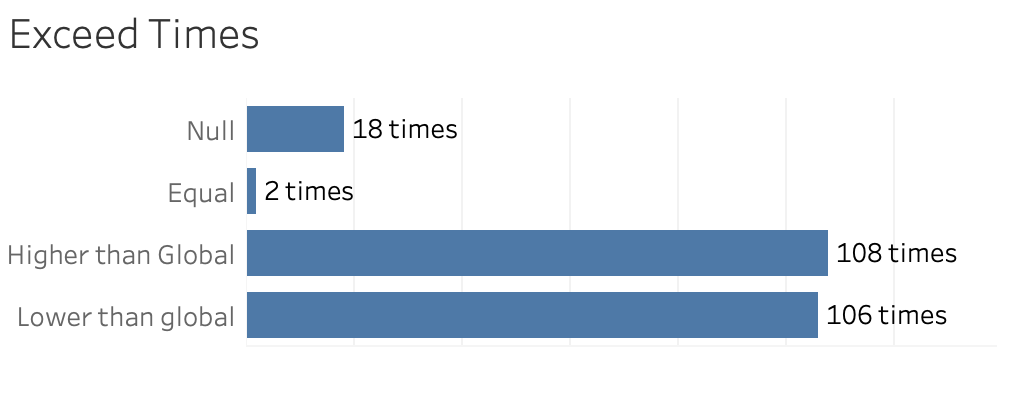 Exceed Times
Null 18 times
Equal 2 times
Higher than Global 108 times
Lower than global 106 times